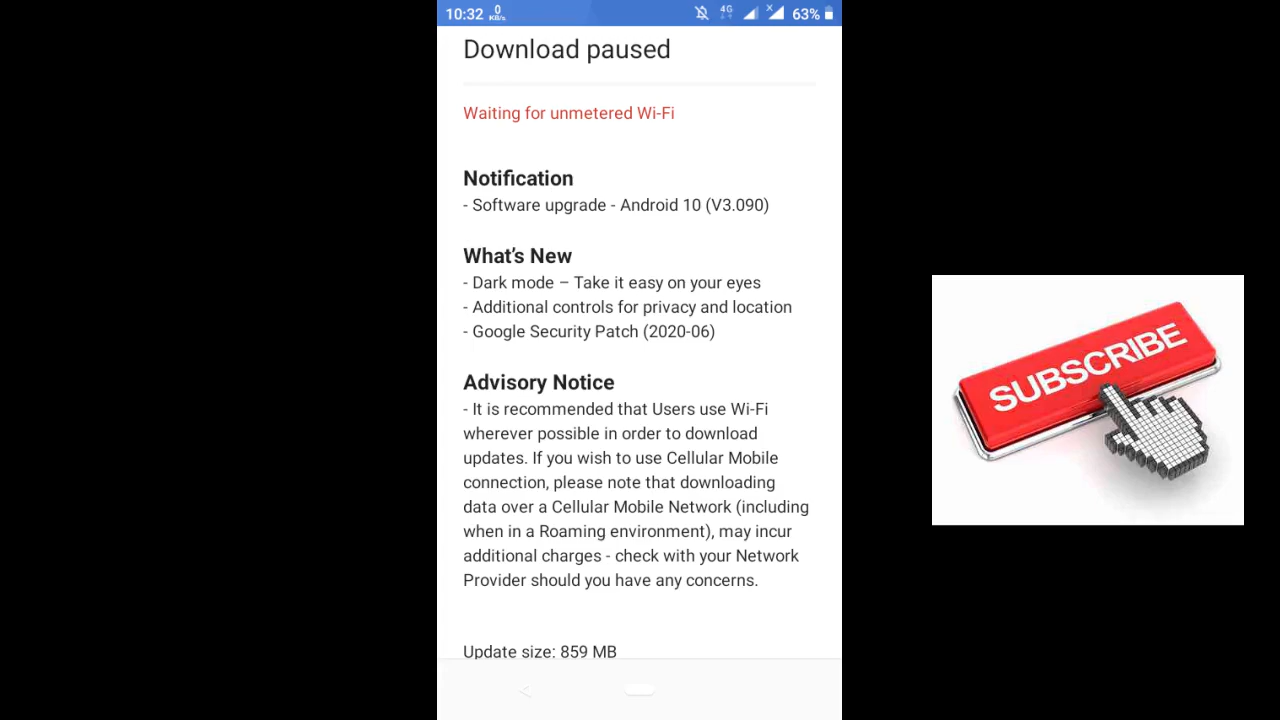 10:32 0 KB/s 4G 63%
Download paused
Waiting for unmetered Wi-Fi
Notification
- Software upgrade - Android 10 (V3.090)
What's New
- Dark mode – Take it easy on your eyes
- Additional controls for privacy and location
- Google Security Patch (2020-06)
Advisory Notice
- It is recommended that Users use Wi-Fi
wherever possible in order to download
updates. If you wish to use Cellular Mobile
connection, please note that downloading
data over a Cellular Mobile Network (including
when in a Roaming environment), may incur
additional charges - check with your Network
Provider should you have any concerns.
Update size: 859 MB
SUBSCRIBE